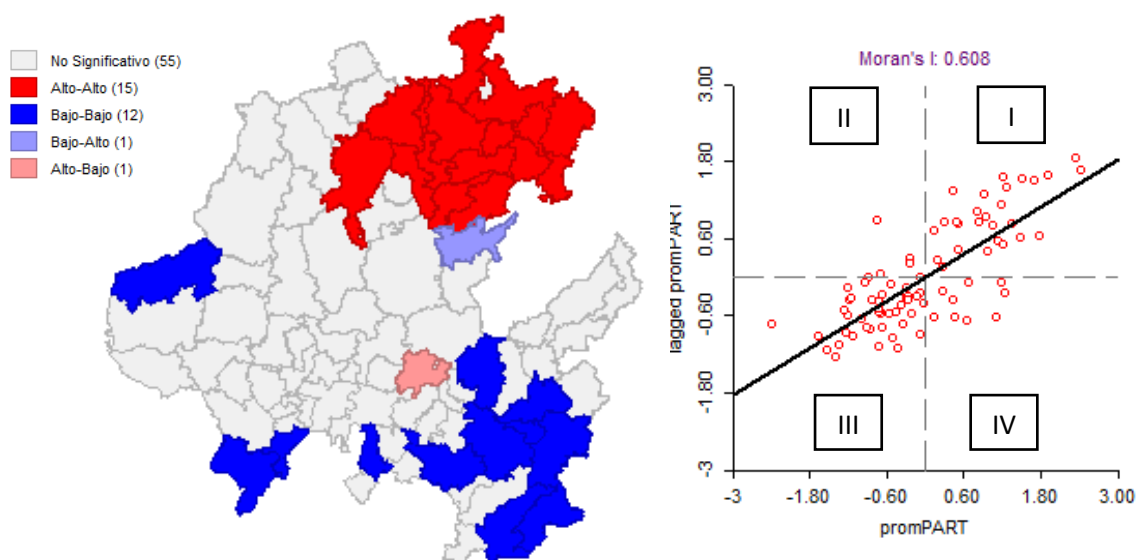 No Significativo (55)
Alto-Alto (15)
Bajo-Bajo (12)
Bajo-Alto (1)
Alto-Bajo (1)
Moran's I: 0.608
II
I
III
IV
3.00
1.80
0.60
-0.60
-1.80
-3
lagged promPART
-3
-1.80
-0.60
0.60
1.80
3.00
promPART